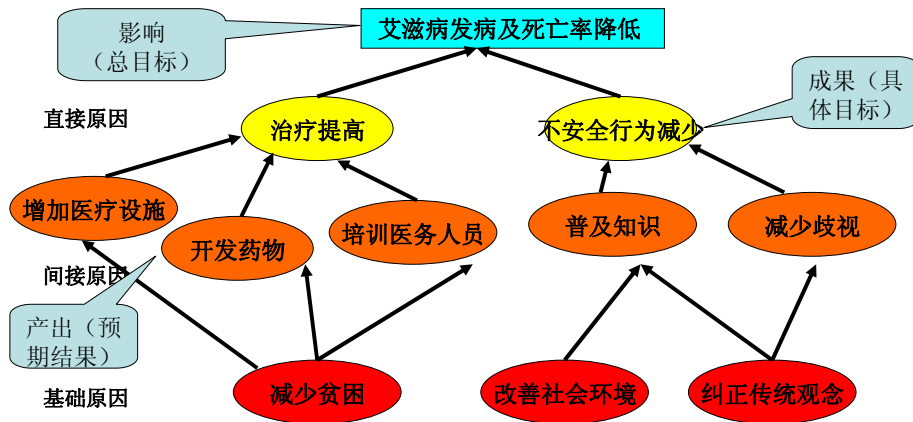 艾滋病发病及死亡率降低
影响
（总目标）
成果（具
体目标）
直接原因
治疗提高
不安全行为减少
增加医疗设施
开发药物
培训医务人员
普及知识
减少歧视
间接原因
产出（预
期结果）
基础原因
减少贫困
改善社会环境
纠正传统观念